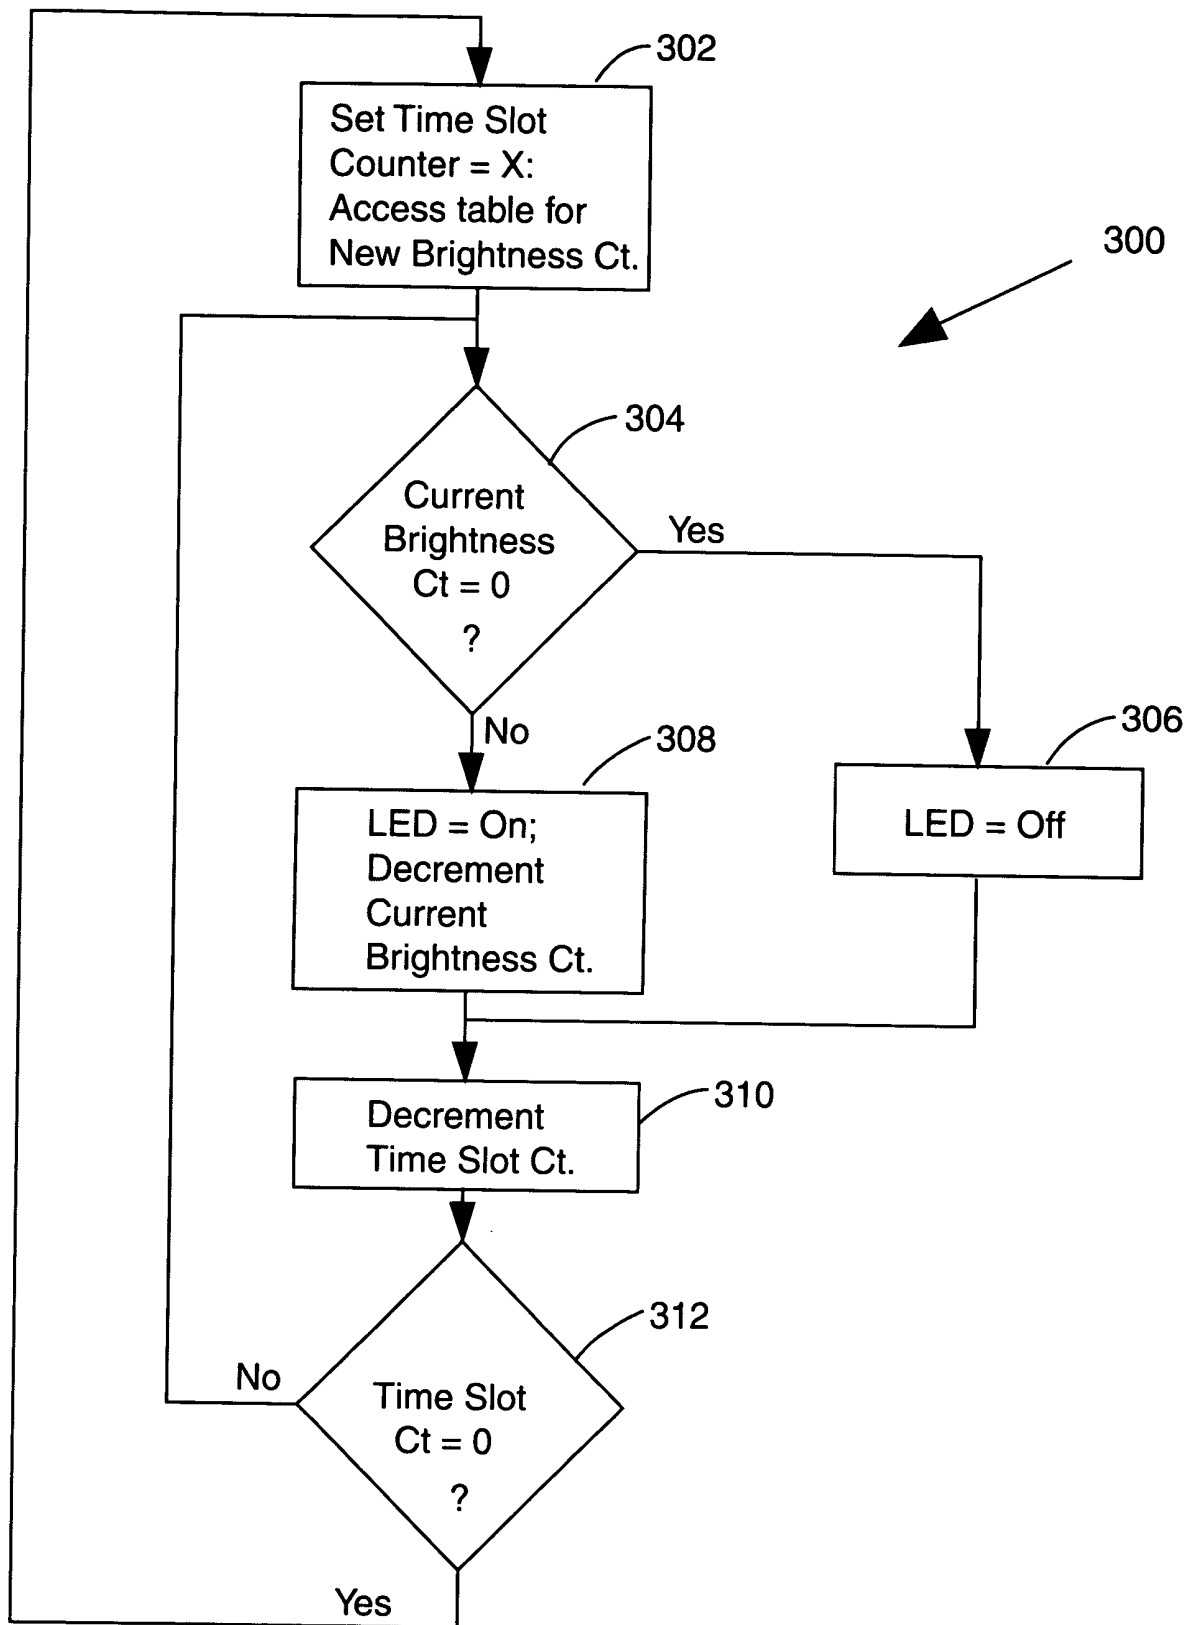 302
Set Time Slot
Counter = X:
Access table for
New Brightness Ct.
300
304
Current
Brightness
Ct = 0
?
Yes
No
308
306
LED = On;
Decrement
Current
Brightness Ct.
LED = Off
310
Decrement
Time Slot Ct.
312
No
Time Slot
Ct = 0
?
Yes